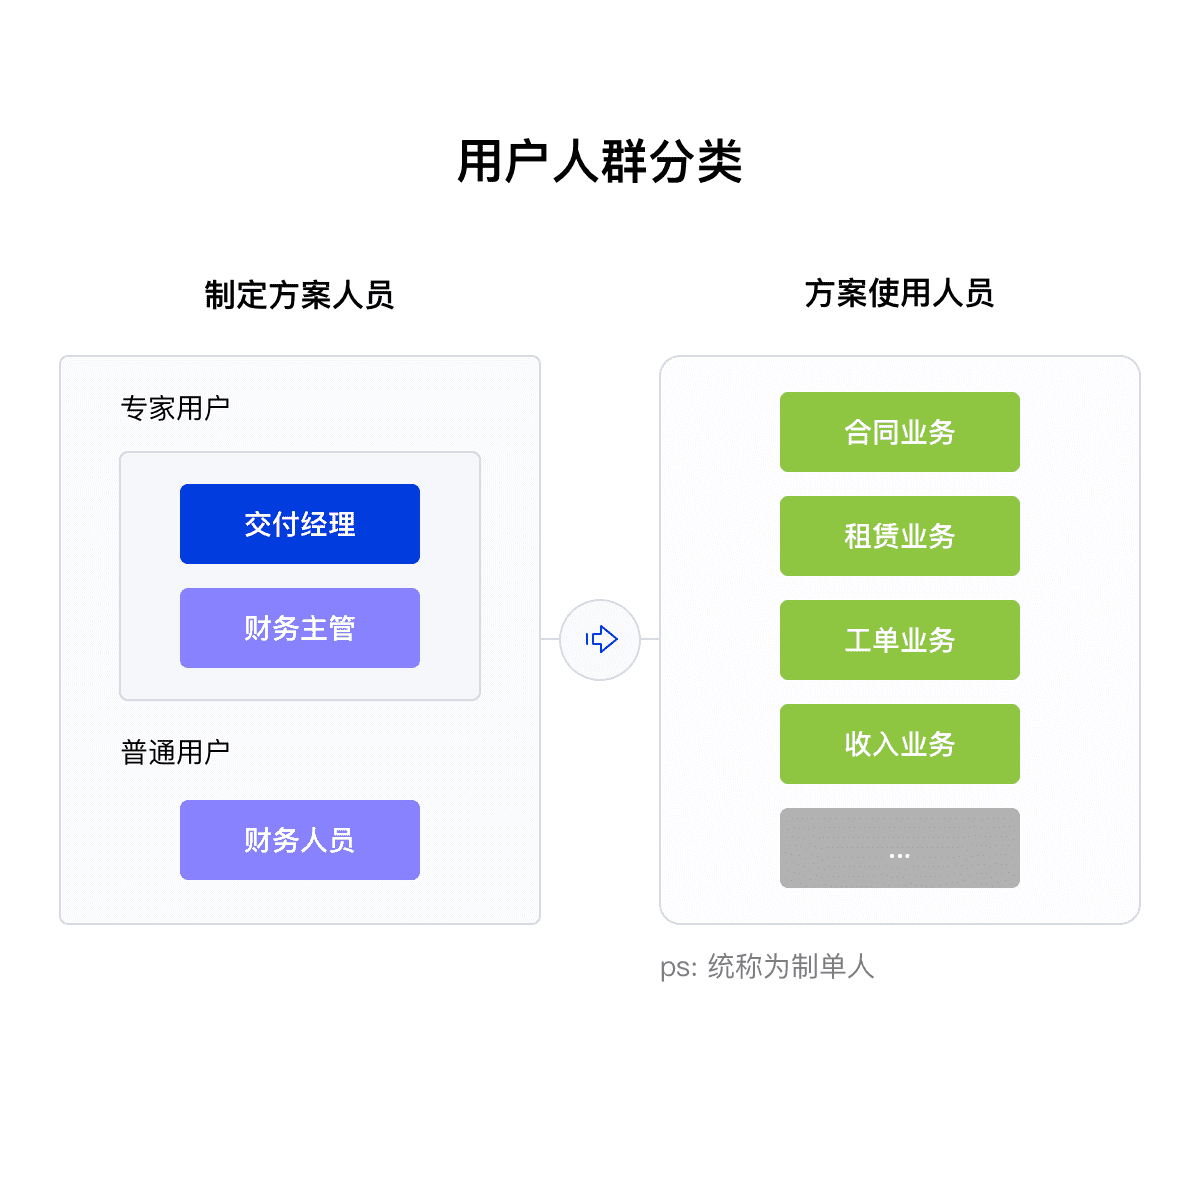 用户人群分类
制定方案人员
专家用户
交付经理
财务主管
普通用户
财务人员
方案使用人员
合同业务
租赁业务
工单业务
收入业务
...
ps: 统称为制单人